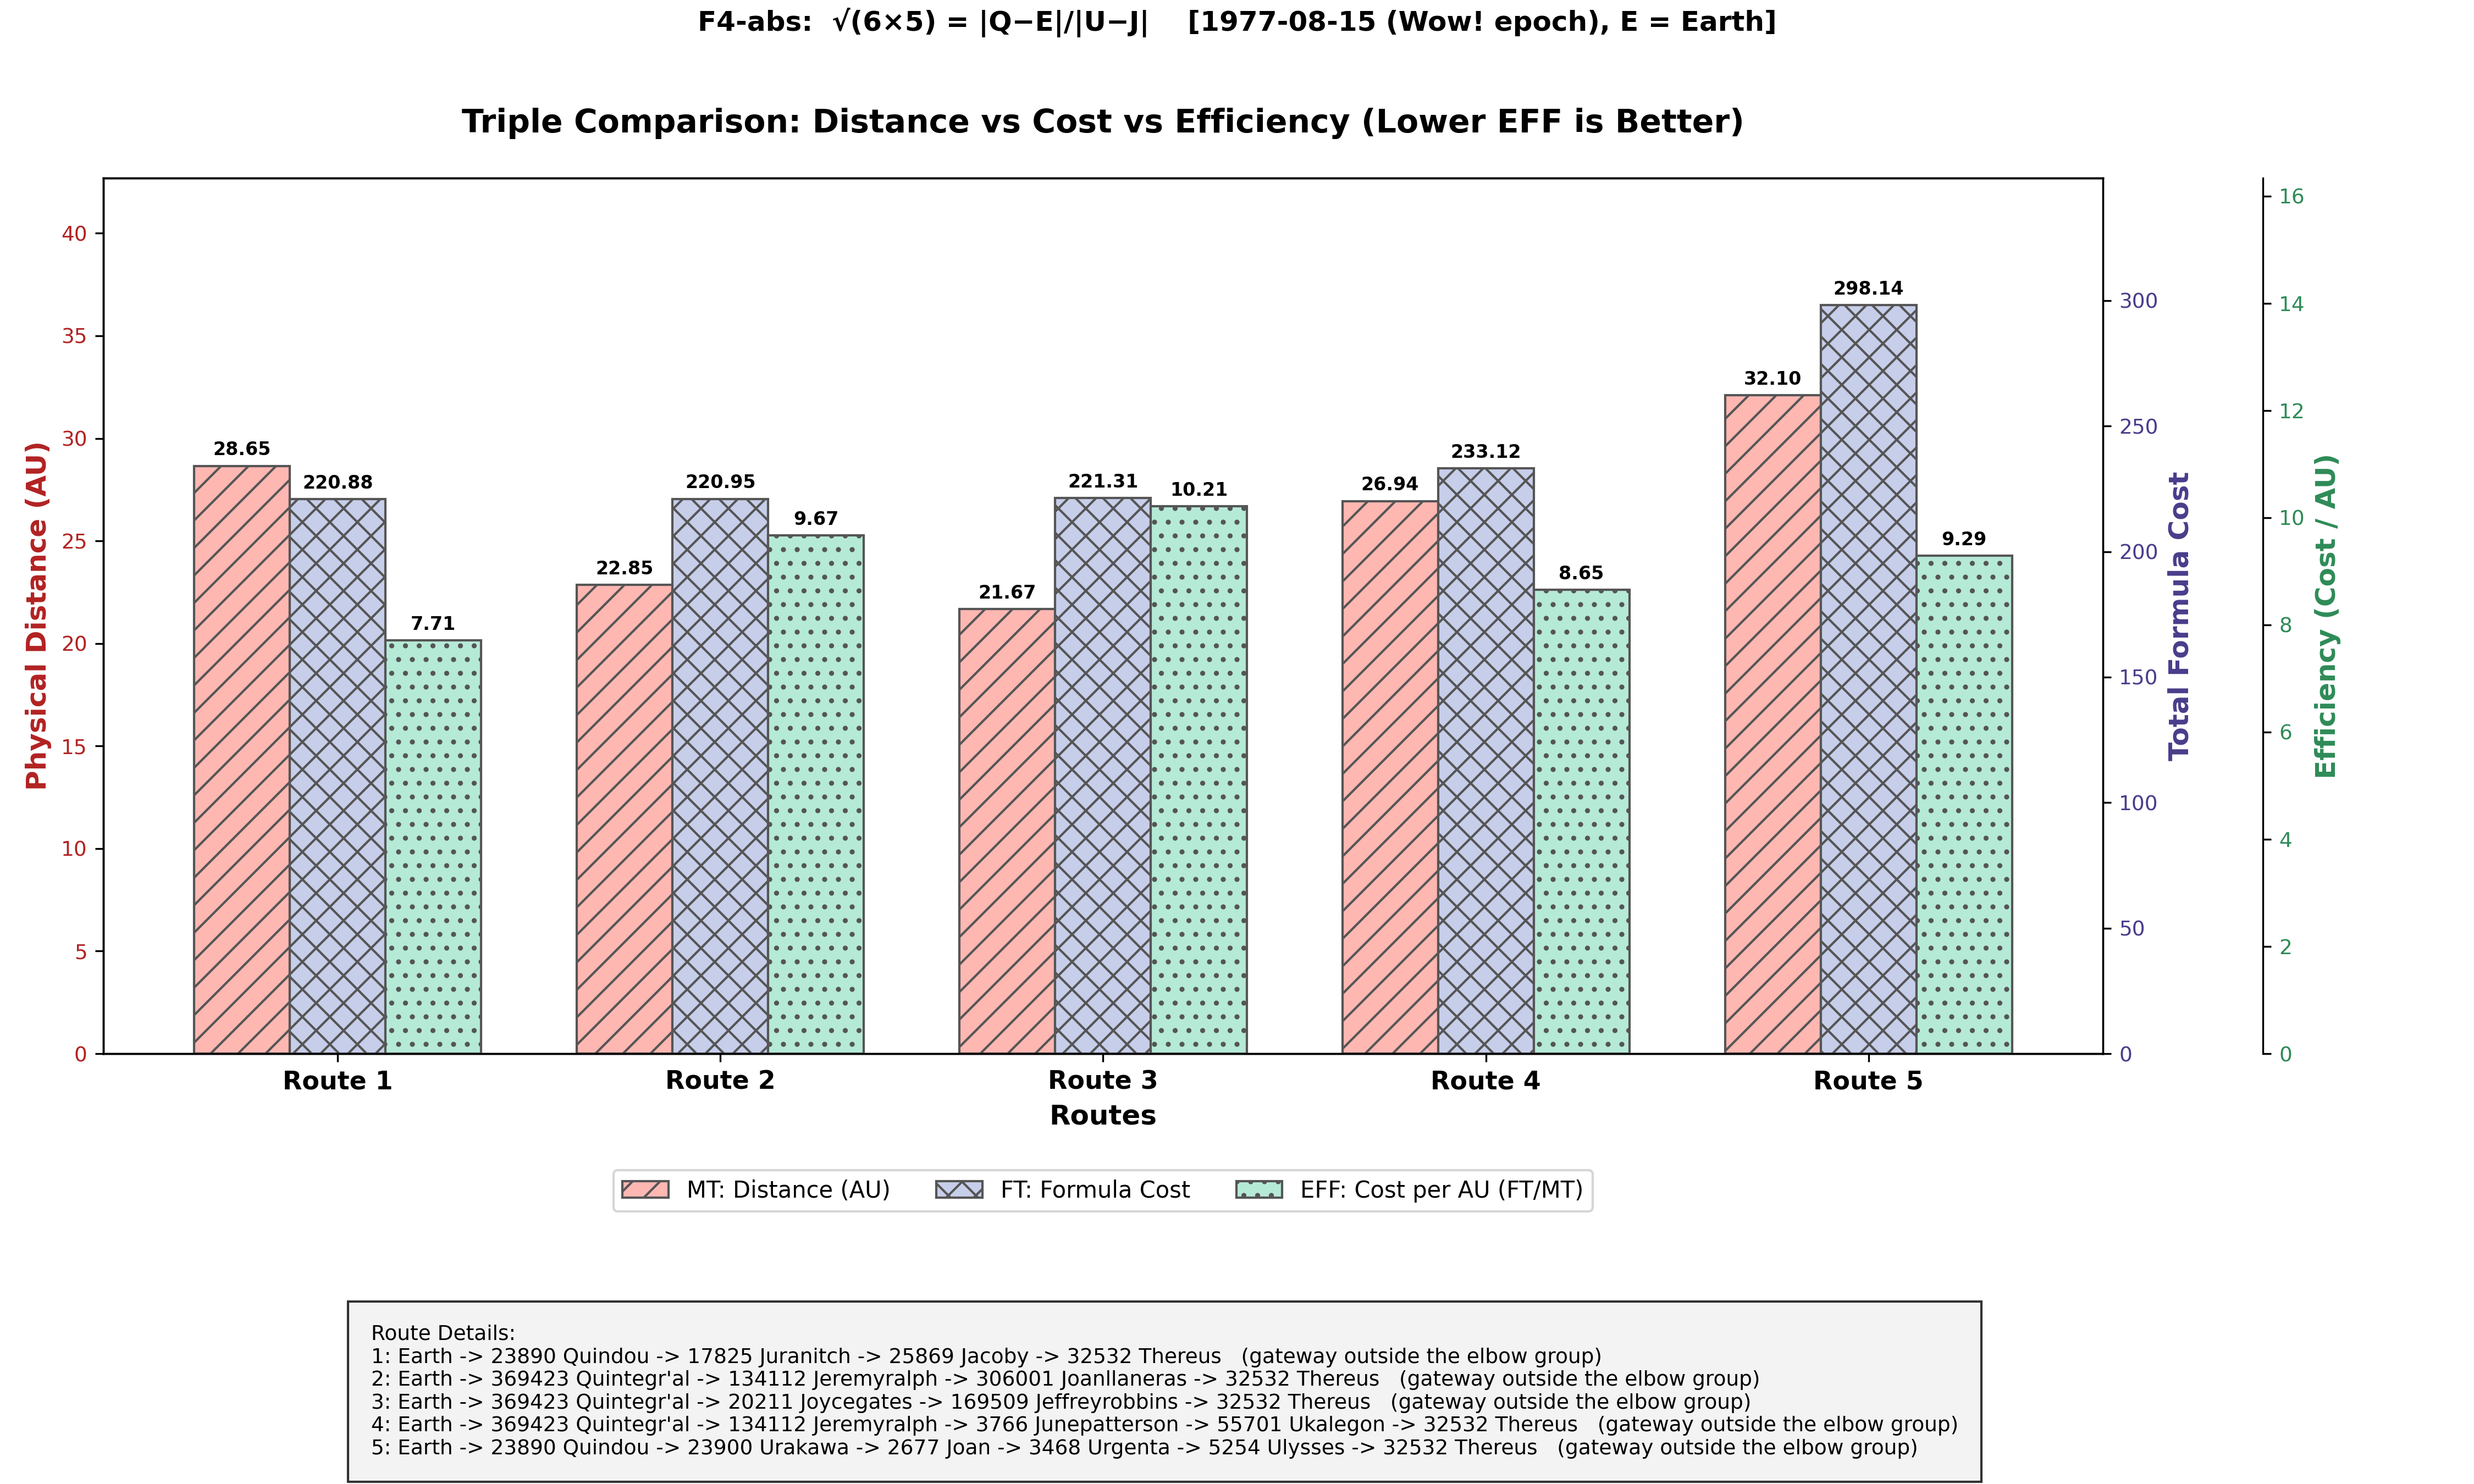 F4-abs:  √(6×5) = |Q−E|/|U−J|    [1977-08-15 (Wow! epoch), E = Earth]
Triple Comparison: Distance vs Cost vs Efficiency (Lower EFF is Better)
Physical Distance (AU)
40
35
30
25
20
15
10
5
0
28.65
220.88
7.71
22.85
220.95
9.67
21.67
221.31
10.21
26.94
233.12
8.65
32.10
298.14
9.29
300
250
200
150
100
50
0
Total Formula Cost
16
14
12
10
8
6
4
2
0
Efficiency (Cost / AU)
Route 1
Route 2
Route 3
Route 4
Route 5
Routes
MT: Distance (AU)
FT: Formula Cost
EFF: Cost per AU (FT/MT)
Route Details:
1: Earth -> 23890 Quindou -> 17825 Juranitch -> 25869 Jacoby -> 32532 Thereus   (gateway outside the elbow group)
2: Earth -> 369423 Quintegr'al -> 134112 Jeremyralph -> 306001 Joanllaneras -> 32532 Thereus   (gateway outside the elbow group)
3: Earth -> 369423 Quintegr'al -> 20211 Joycegates -> 169509 Jeffreyrobbins -> 32532 Thereus   (gateway outside the elbow group)
4: Earth -> 369423 Quintegr'al -> 134112 Jeremyralph -> 3766 Junepatterson -> 55701 Ukalegon -> 32532 Thereus   (gateway outside the elbow group)
5: Earth -> 23890 Quindou -> 23900 Urakawa -> 2677 Joan -> 3468 Urgenta -> 5254 Ulysses -> 32532 Thereus   (gateway outside the elbow group)